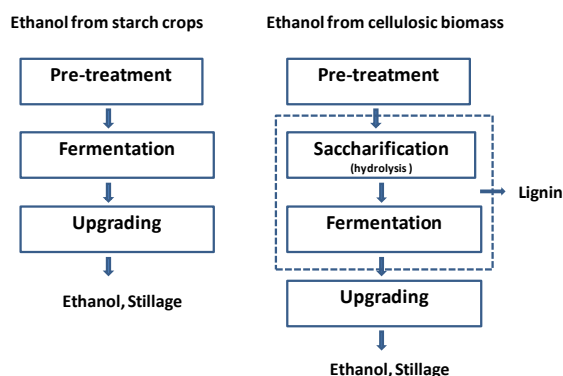 Ethanol from starch crops
Pre-treatment
Fermentation
Upgrading
Ethanol, Stillage
Ethanol from cellulosic biomass
Pre-treatment
Saccharification
(hydrolysis )
Fermentation
Lignin
Upgrading
Ethanol, Stillage